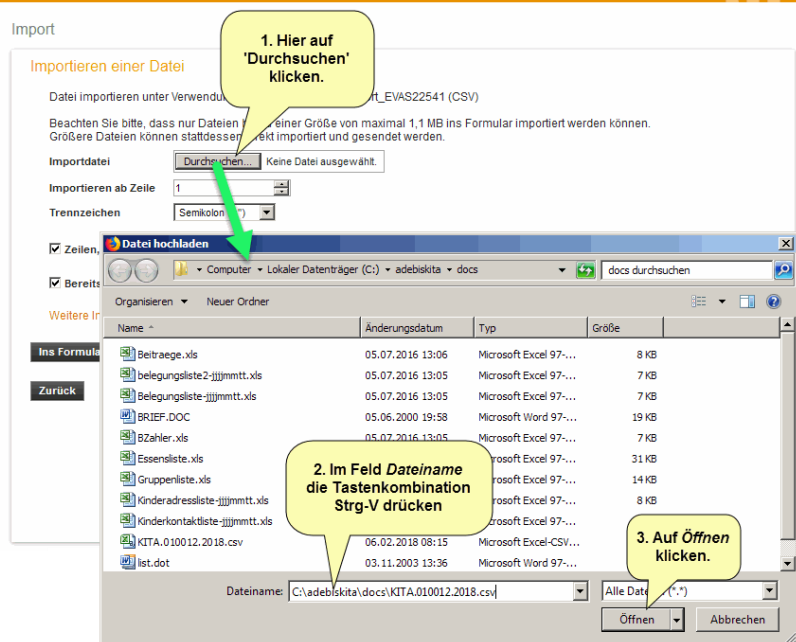 Import
1. Hier auf
'Durchsuchen'
klicken.
Importieren einer Datei
Datei importieren unter Verwendu rt_EVAS22541 (CSV)
Beachten Sie bitte, dass nur Dateien einer Größe von maximal 1,1 MB ins Formular importiert werden können.
Größere Dateien können stattdessen direkt importiert und gesendet werden.
Importdatei Durchsuchen... Keine Datei ausgewählt.
Importieren ab Zeile 1
Trennzeichen Semikolon
Zeilen,
Bereits
Weitere In
Ins Formula
Zurück
Datei hochladen
Computer Lokaler Datenträger (C:) adebiskita docs docs durchsuchen
Organisieren Neuer Ordner
Name Änderungsdatum Typ Größe
Beitraege.xls 05.07.2016 13:06 Microsoft Excel 97-... 8 KB
belegungsliste2-jjjjmmtt.xls 05.07.2016 13:05 Microsoft Excel 97-... 7 KB
Belegungsliste-jjjjmmtt.xls 05.07.2016 13:05 Microsoft Excel 97-... 7 KB
BRIEF.DOC 05.06.2000 19:58 Microsoft Word 97-... 19 KB
BZahler.xls 05.07.2016 13:05 Microsoft Excel 97-... 7 KB
Essensliste.xls rosoft Excel 97-... 31 KB
Gruppenliste.xls rosoft Excel 97-... 14 KB
Kinderadressliste-jjjjmmtt.xls rosoft Excel 97-... 8 KB
Kinderkontaktliste-jjjjmmtt.xls rosoft Excel 97-...
KITA.010012.2018.csv 06.02.2018 08:15 Microsoft Excel-CSV...
list.dot 03.11.2003 13:36 Microsoft Word 97-...
2. Im Feld Dateiname
die Tastenkombination
Strg-V drücken
3. Auf Öffnen
klicken.
Dateiname: C:\adebiskita\docs\KITA.010012.2018.csv Alle Dateien (*.*)
Öffnen Abbrechen